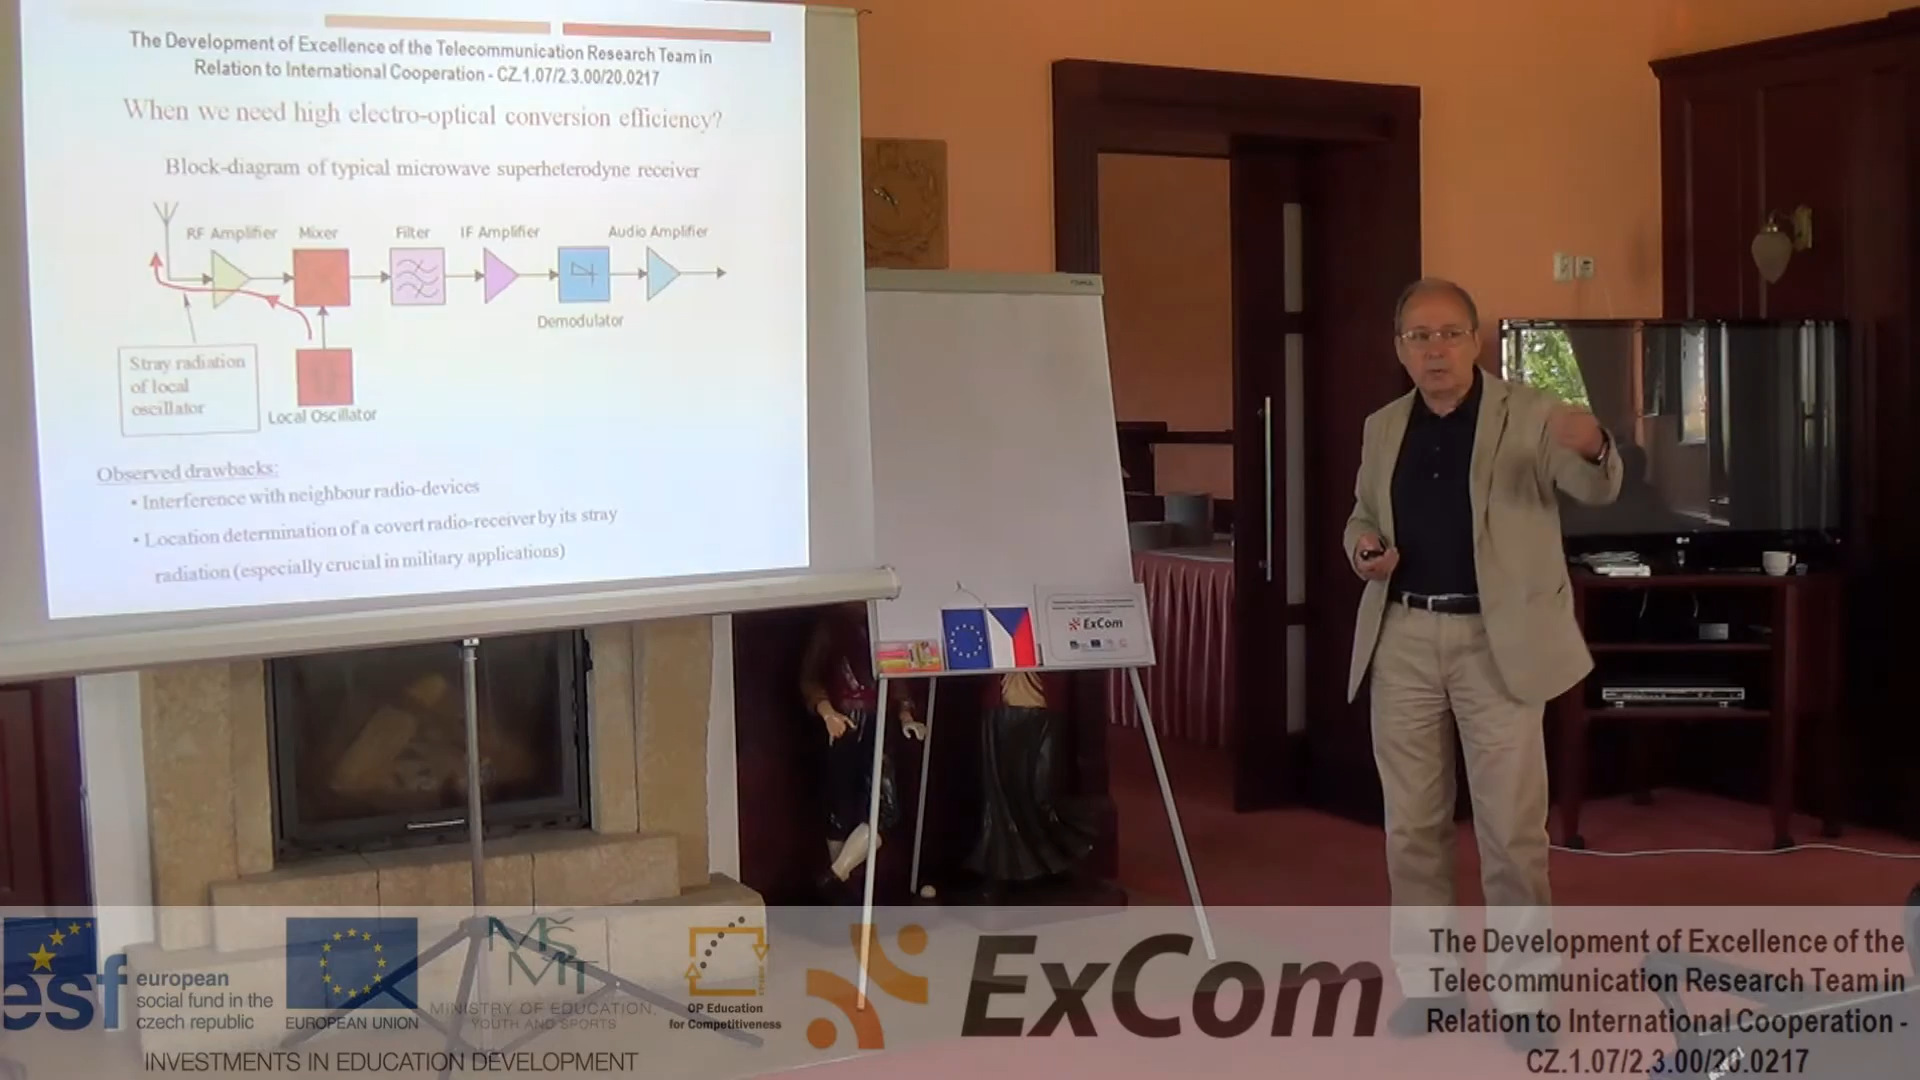 The Development of Excellence of the Telecommunication Research Team in
Relation to International Cooperation - CZ.1.07/2.3.00/20.0217
When we need high electro-optical conversion efficiency?
Block-diagram of typical microwave superheterodyne receiver
RF Amplifier Mixer Filter IF Amplifier Audio Amplifier
Demodulator
Stray radiation
of local
oscillator
Local Oscillator
Observed drawbacks:
• Interference with neighbour radio-devices
• Location determination of a covert radio-receiver by its stray
radiation (especially crucial in military applications)
ExCom
LG
esf
european
social fund in the
czech republic
EUROPEAN UNION
MŠ
MT
MINISTRY OF EDUCATION,
YOUTH AND SPORTS
OP Education
for Competitiveness
INVESTMENTS IN EDUCATION DEVELOPMENT
ExCom
The Development of Excellence of the
Telecommunication Research Team in
Relation to International Cooperation -
CZ.1.07/2.3.00/20.0217